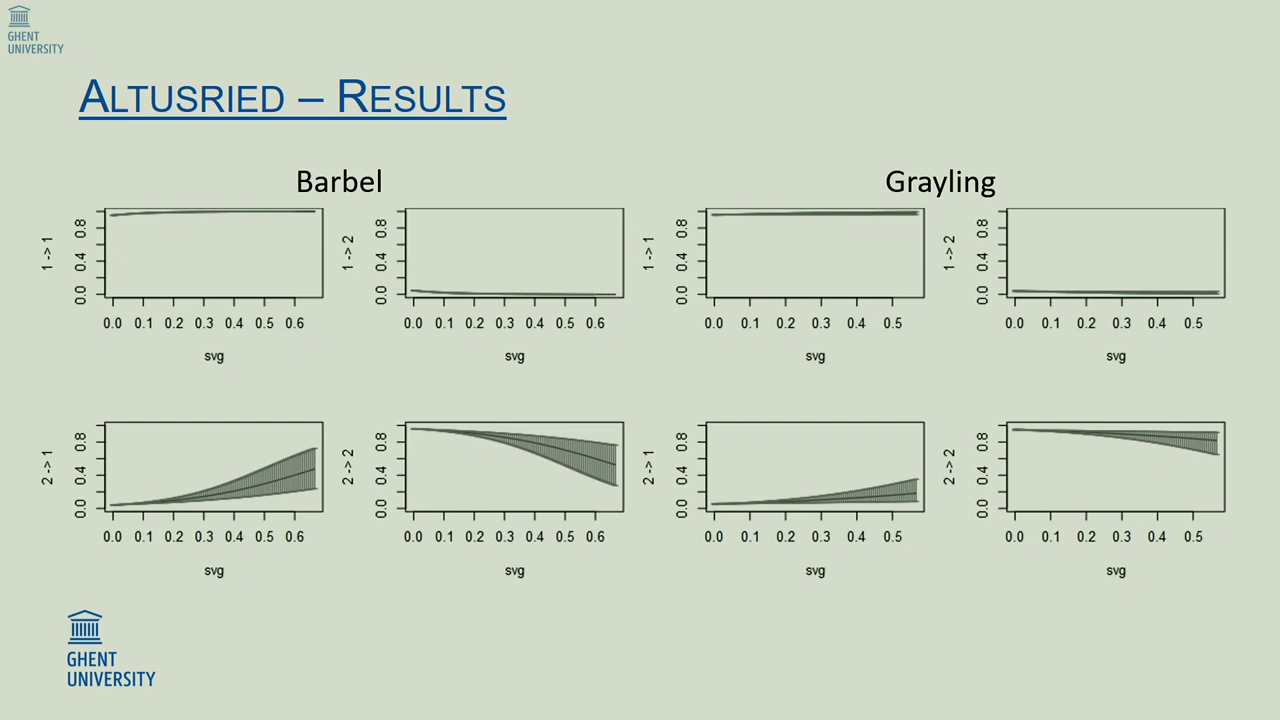 GHENT
UNIVERSITY
ALTUSRIED – RESULTS
Barbel
Grayling
1 -> 1
0.0 0.4 0.8
0.0 0.1 0.2 0.3 0.4 0.5 0.6
svg
1 -> 2
0.0 0.4 0.8
0.0 0.1 0.2 0.3 0.4 0.5 0.6
svg
1 -> 1
0.0 0.4 0.8
0.0 0.1 0.2 0.3 0.4 0.5
svg
1 -> 2
0.0 0.4 0.8
0.0 0.1 0.2 0.3 0.4 0.5
svg
2 -> 1
0.0 0.4 0.8
0.0 0.1 0.2 0.3 0.4 0.5 0.6
svg
2 -> 2
0.0 0.4 0.8
0.0 0.1 0.2 0.3 0.4 0.5 0.6
svg
2 -> 1
0.0 0.4 0.8
0.0 0.1 0.2 0.3 0.4 0.5
svg
2 -> 2
0.0 0.4 0.8
0.0 0.1 0.2 0.3 0.4 0.5
svg
GHENT
UNIVERSITY